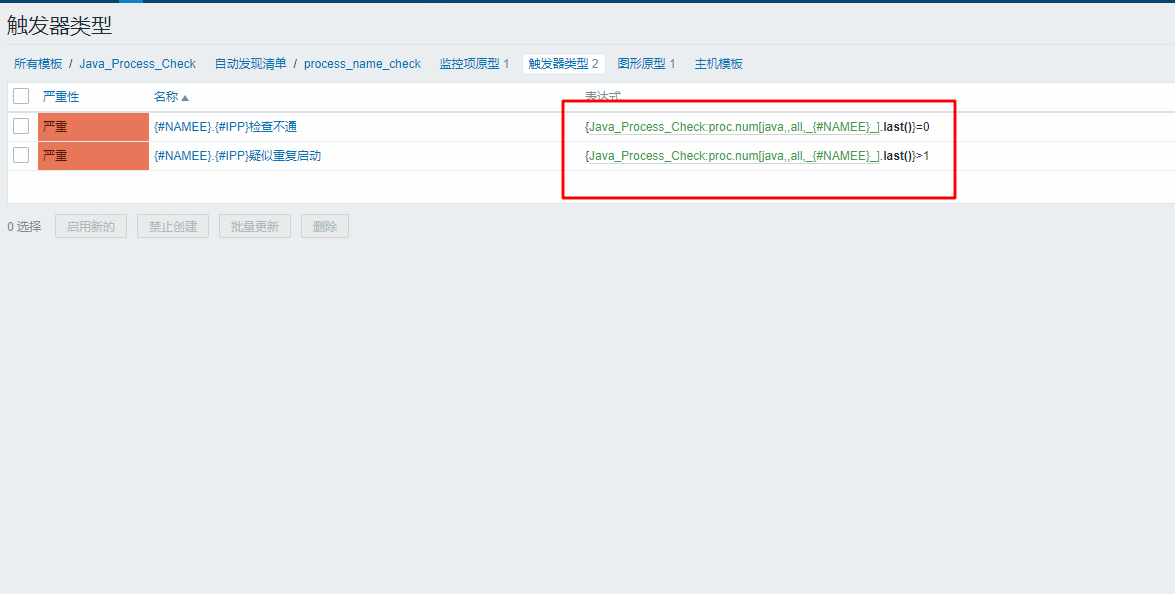 触发器类型
所有模板 / Java_Process_Check 自动发现清单 / process_name_check 监控项原型 1 触发器类型 2 图形原型 1 主机模板
严重性 名称▲ 表达式
严重 {#NAMEE}.{#IPP}检查不通 {Java_Process_Check:proc.num[java,,all,_{#NAMEE}_].last()}=0
严重 {#NAMEE}.{#IPP}疑似重复启动 {Java_Process_Check:proc.num[java,,all,_{#NAMEE}_].last()}>1
0 选择 启用新的 禁止创建 批量更新 删除